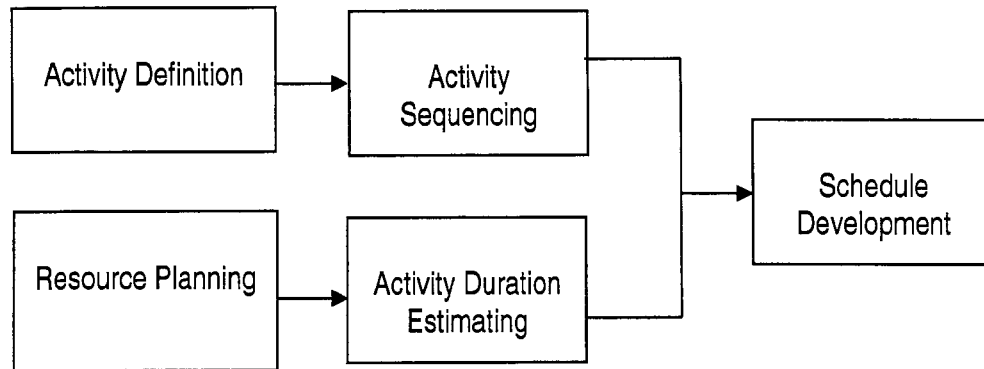 Activity Definition
Activity
Sequencing
Schedule
Development
Resource Planning
Activity Duration
Estimating